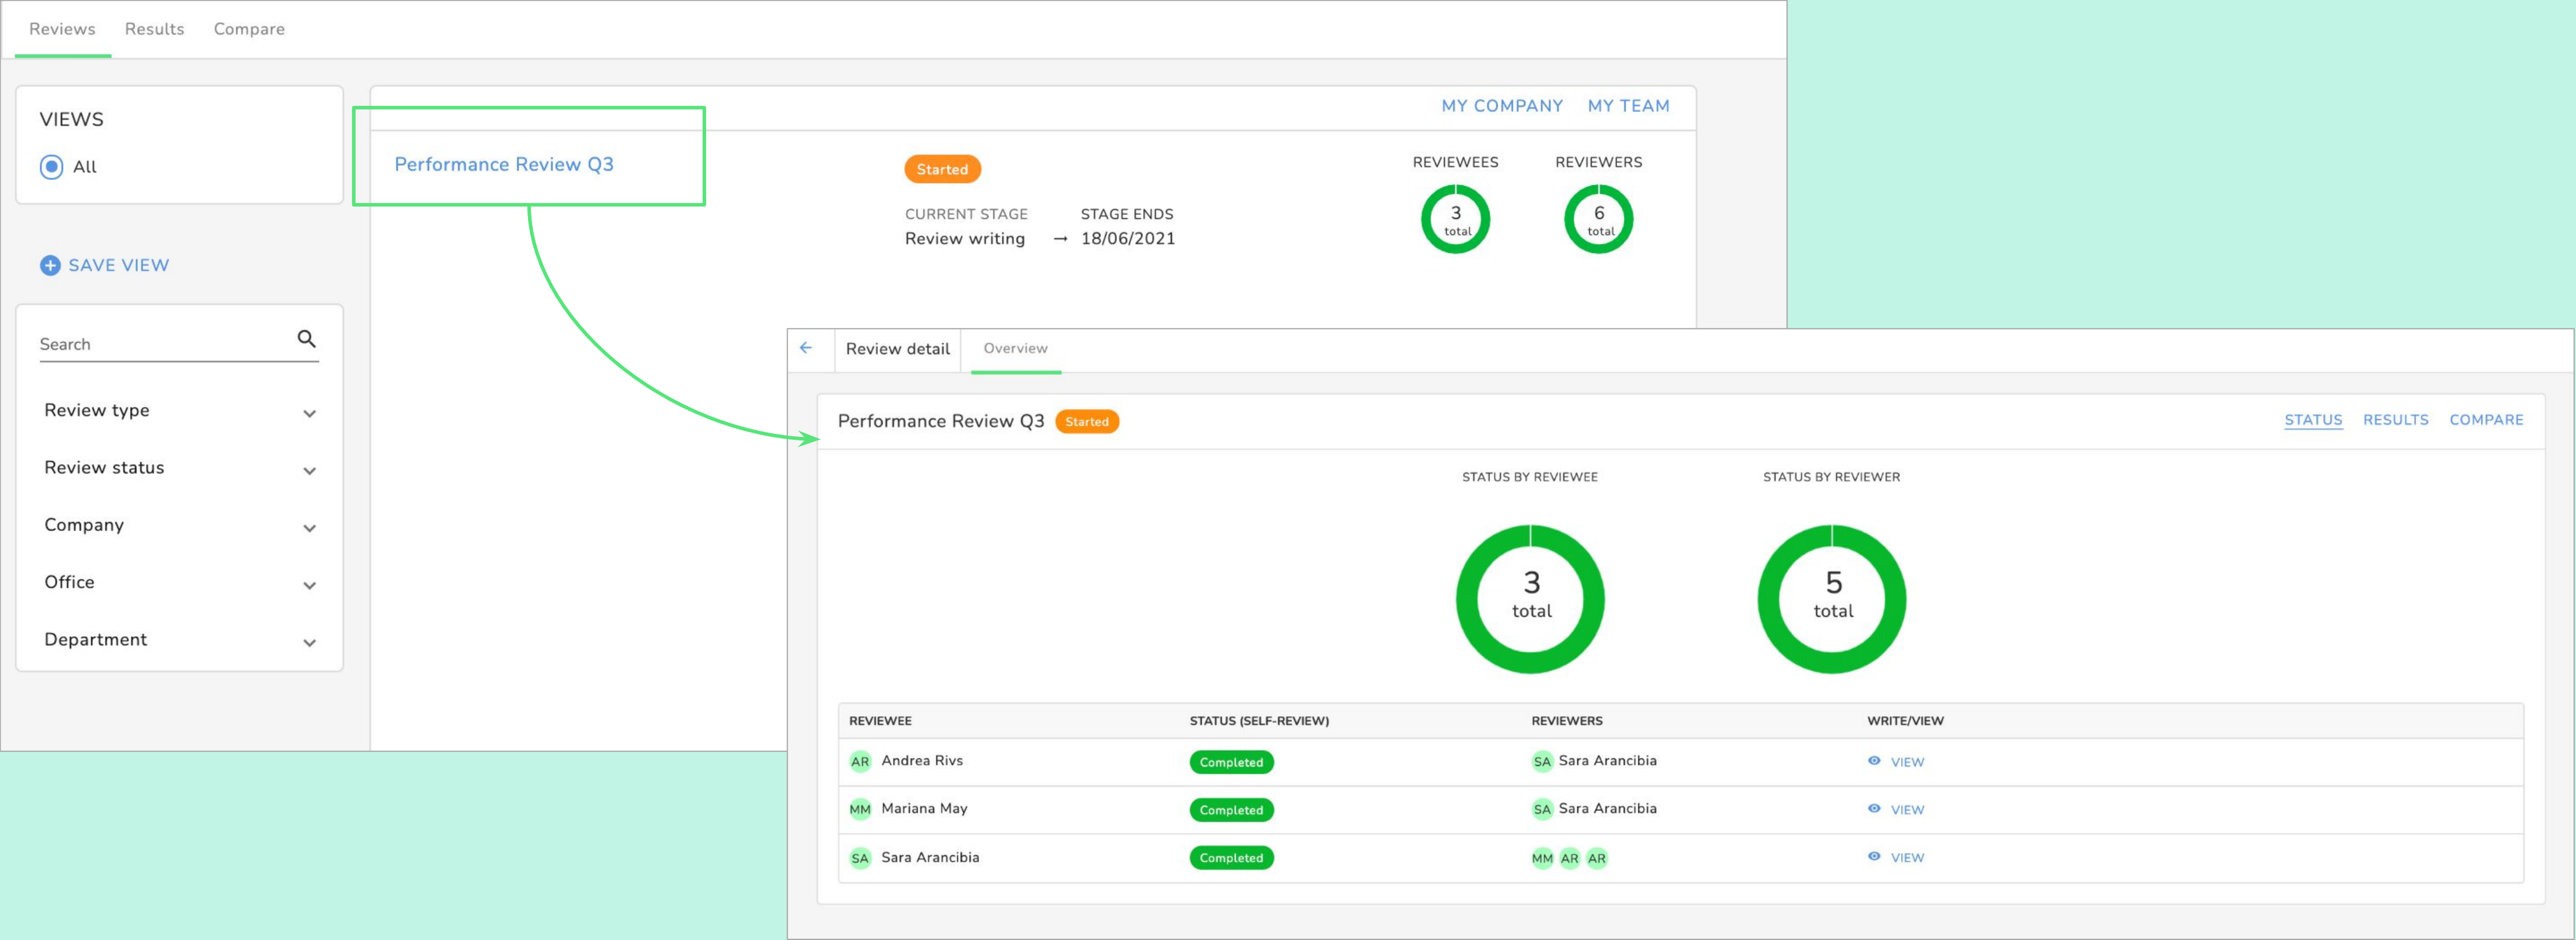 Reviews Results Compare
VIEWS
All
SAVE VIEW
Search
Review type
Review status
Company
Office
Department
MY COMPANY MY TEAM
Performance Review Q3
Started
CURRENT STAGE STAGE ENDS
Review writing → 18/06/2021
REVIEWEES REVIEWERS
3 6
total total
Review detail Overview
Performance Review Q3 Started STATUS RESULTS COMPARE
STATUS BY REVIEWEE STATUS BY REVIEWER
3 5
total total
REVIEWEE STATUS (SELF-REVIEW) REVIEWERS WRITE/VIEW
AR Andrea Rivs Completed SA Sara Arancibia VIEW
MM Mariana May Completed SA Sara Arancibia VIEW
SA Sara Arancibia Completed MM AR AR VIEW